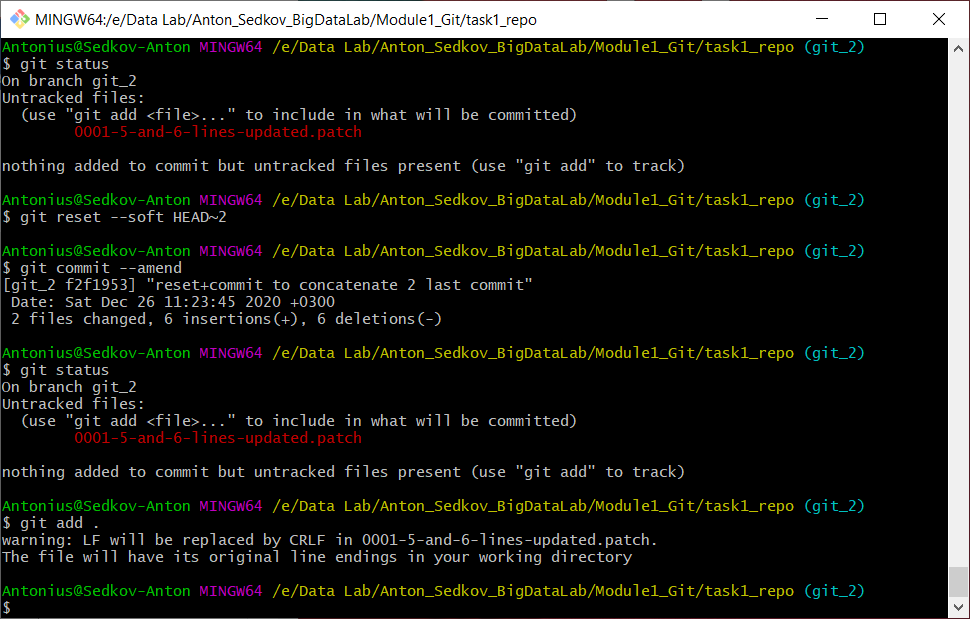 MINGW64:/e/Data Lab/Anton_Sedkov_BigDataLab/Module1_Git/task1_repo
Antonius@Sedkov-Anton MINGW64 /e/Data Lab/Anton_Sedkov_BigDataLab/Module1_Git/task1_repo (git_2)
$ git status
On branch git_2
Untracked files:
  (use "git add <file>..." to include in what will be committed)
        0001-5-and-6-lines-updated.patch

nothing added to commit but untracked files present (use "git add" to track)

Antonius@Sedkov-Anton MINGW64 /e/Data Lab/Anton_Sedkov_BigDataLab/Module1_Git/task1_repo (git_2)
$ git reset --soft HEAD~2

Antonius@Sedkov-Anton MINGW64 /e/Data Lab/Anton_Sedkov_BigDataLab/Module1_Git/task1_repo (git_2)
$ git commit --amend
[git_2 f2f1953] "reset+commit to concatenate 2 last commit"
 Date: Sat Dec 26 11:23:45 2020 +0300
 2 files changed, 6 insertions(+), 6 deletions(-)

Antonius@Sedkov-Anton MINGW64 /e/Data Lab/Anton_Sedkov_BigDataLab/Module1_Git/task1_repo (git_2)
$ git status
On branch git_2
Untracked files:
  (use "git add <file>..." to include in what will be committed)
        0001-5-and-6-lines-updated.patch

nothing added to commit but untracked files present (use "git add" to track)

Antonius@Sedkov-Anton MINGW64 /e/Data Lab/Anton_Sedkov_BigDataLab/Module1_Git/task1_repo (git_2)
$ git add .
warning: LF will be replaced by CRLF in 0001-5-and-6-lines-updated.patch.
The file will have its original line endings in your working directory

Antonius@Sedkov-Anton MINGW64 /e/Data Lab/Anton_Sedkov_BigDataLab/Module1_Git/task1_repo (git_2)
$